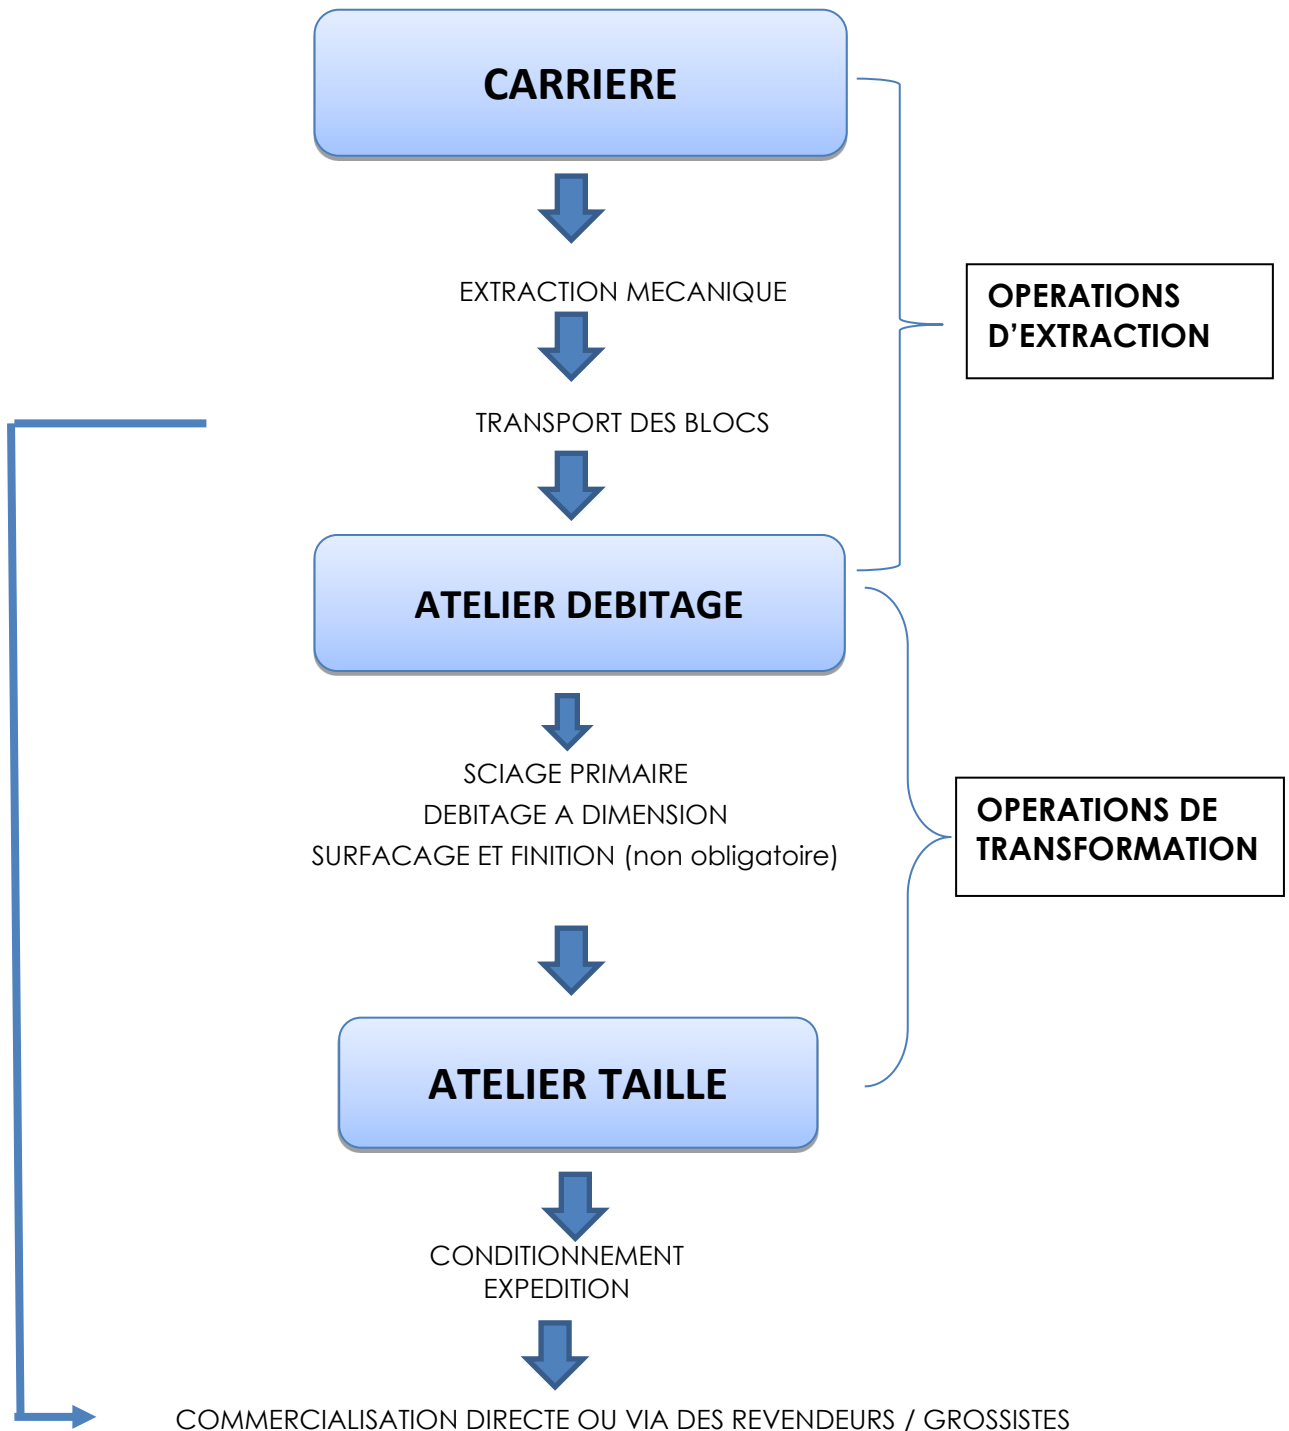 CARRIERE
EXTRACTION MECANIQUE
OPERATIONS
D’EXTRACTION
TRANSPORT DES BLOCS
ATELIER DEBITAGE
SCIAGE PRIMAIRE
DEBITAGE A DIMENSION
SURFACAGE ET FINITION (non obligatoire)
OPERATIONS DE
TRANSFORMATION
ATELIER TAILLE
CONDITIONNEMENT
EXPEDITION
COMMERCIALISATION DIRECTE OU VIA DES REVENDEURS / GROSSISTES